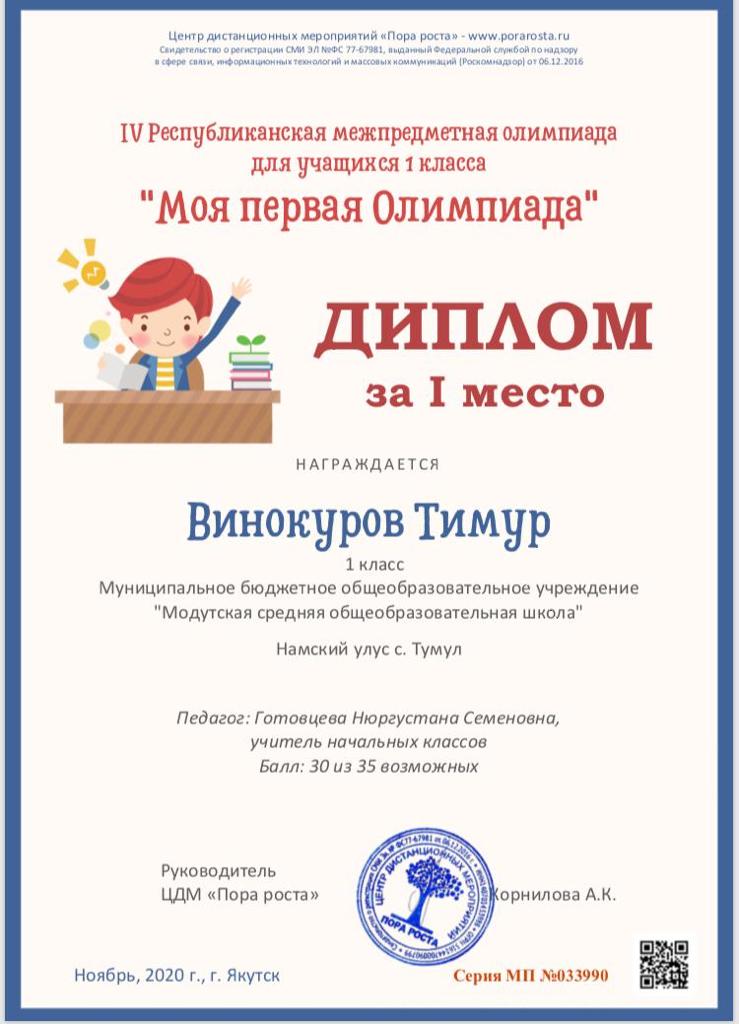 Центр дистанционных мероприятий «Пора роста» - www.porarosta.ru
Свидетельство о регистрации СМИ ЭЛ №ФС 77-67981, выданный Федеральной службой по надзору
в сфере связи, информационных технологий и массовых коммуникаций (Роскомнадзор) от 06.12.2016
IV Республиканская межпредметная олимпиада
для учащихся 1 класса
"Моя первая Олимпиада"
ДИПЛОМ
за I место
НАГРАЖДАЕТСЯ
Винокуров Тимур
1 класс
Муниципальное бюджетное общеобразовательное учреждение
"Модутская средняя общеобразовательная школа"
Намский улус с. Тумул
Педагог: Готовцева Нюргустана Семеновна,
учитель начальных классов
Балл: 30 из 35 возможных
Руководитель
ЦДМ «Пора роста»
Корнилова А.К.
ЦЕНТР ДИСТАНЦИОННЫХ МЕРОПРИЯТИЙ
ПОРА РОСТА
Ноябрь, 2020 г., г. Якутск
Серия МП №033990